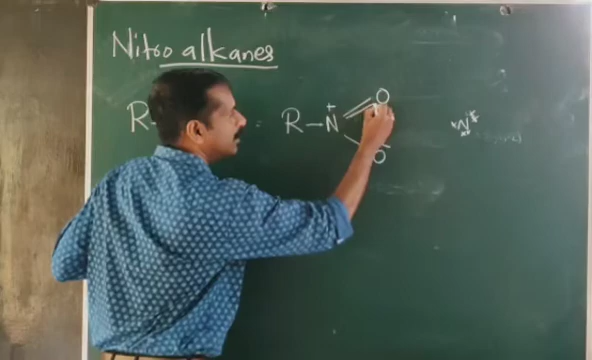 Nitro alkanes
R- = R-N⁺ =O
-O
N